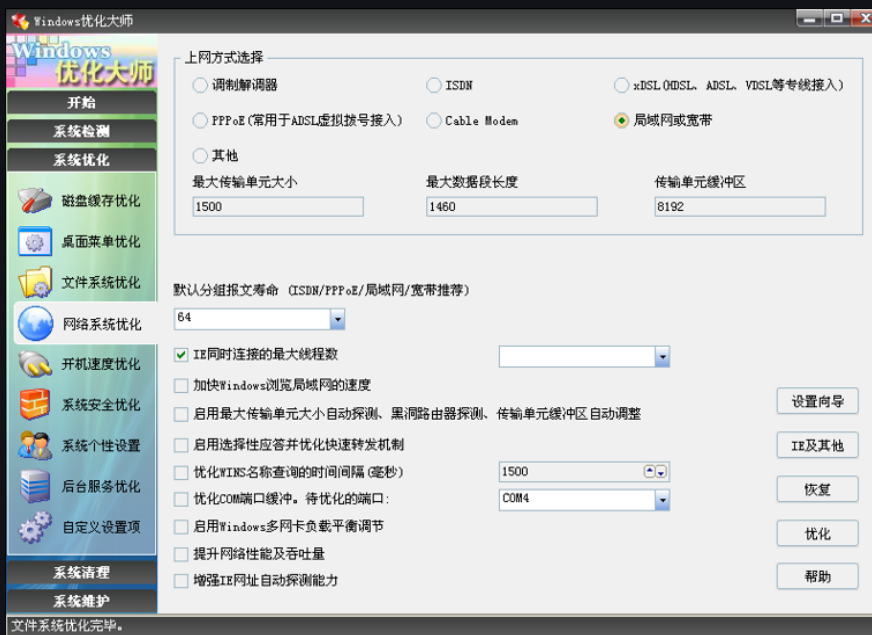 Windows优化大师
Windows
优化大师
开始
系统检测
系统优化
磁盘缓存优化
桌面菜单优化
文件系统优化
网络系统优化
开机速度优化
系统安全优化
系统个性设置
后台服务优化
自定义设置项
系统清理
系统维护
上网方式选择
调制解调器
ISDN
xDSL(HDSL、ADSL、VDSL等专线接入)
PPPoE(常用于ADSL虚拟拨号接入)
Cable Modem
局域网或宽带
其他
最大传输单元大小
最大数据段长度
传输单元缓冲区
1500
1460
8192
默认分组报文寿命 (ISDN/PPPoE/局域网/宽带推荐)
64
IE同时连接的最大线程数
加快Windows浏览局域网的速度
启用最大传输单元大小自动探测、黑洞路由器探测、传输单元缓冲区自动调整
启用选择性应答并优化快速转发机制
优化WINS名称查询的时间间隔(毫秒)
1500
优化COM端口缓冲。待优化的端口:
COM4
启用Windows多网卡负载平衡调节
提升网络性能及吞吐量
增强IE网址自动探测能力
设置向导
IE及其他
恢复
优化
帮助
文件系统优化完毕。